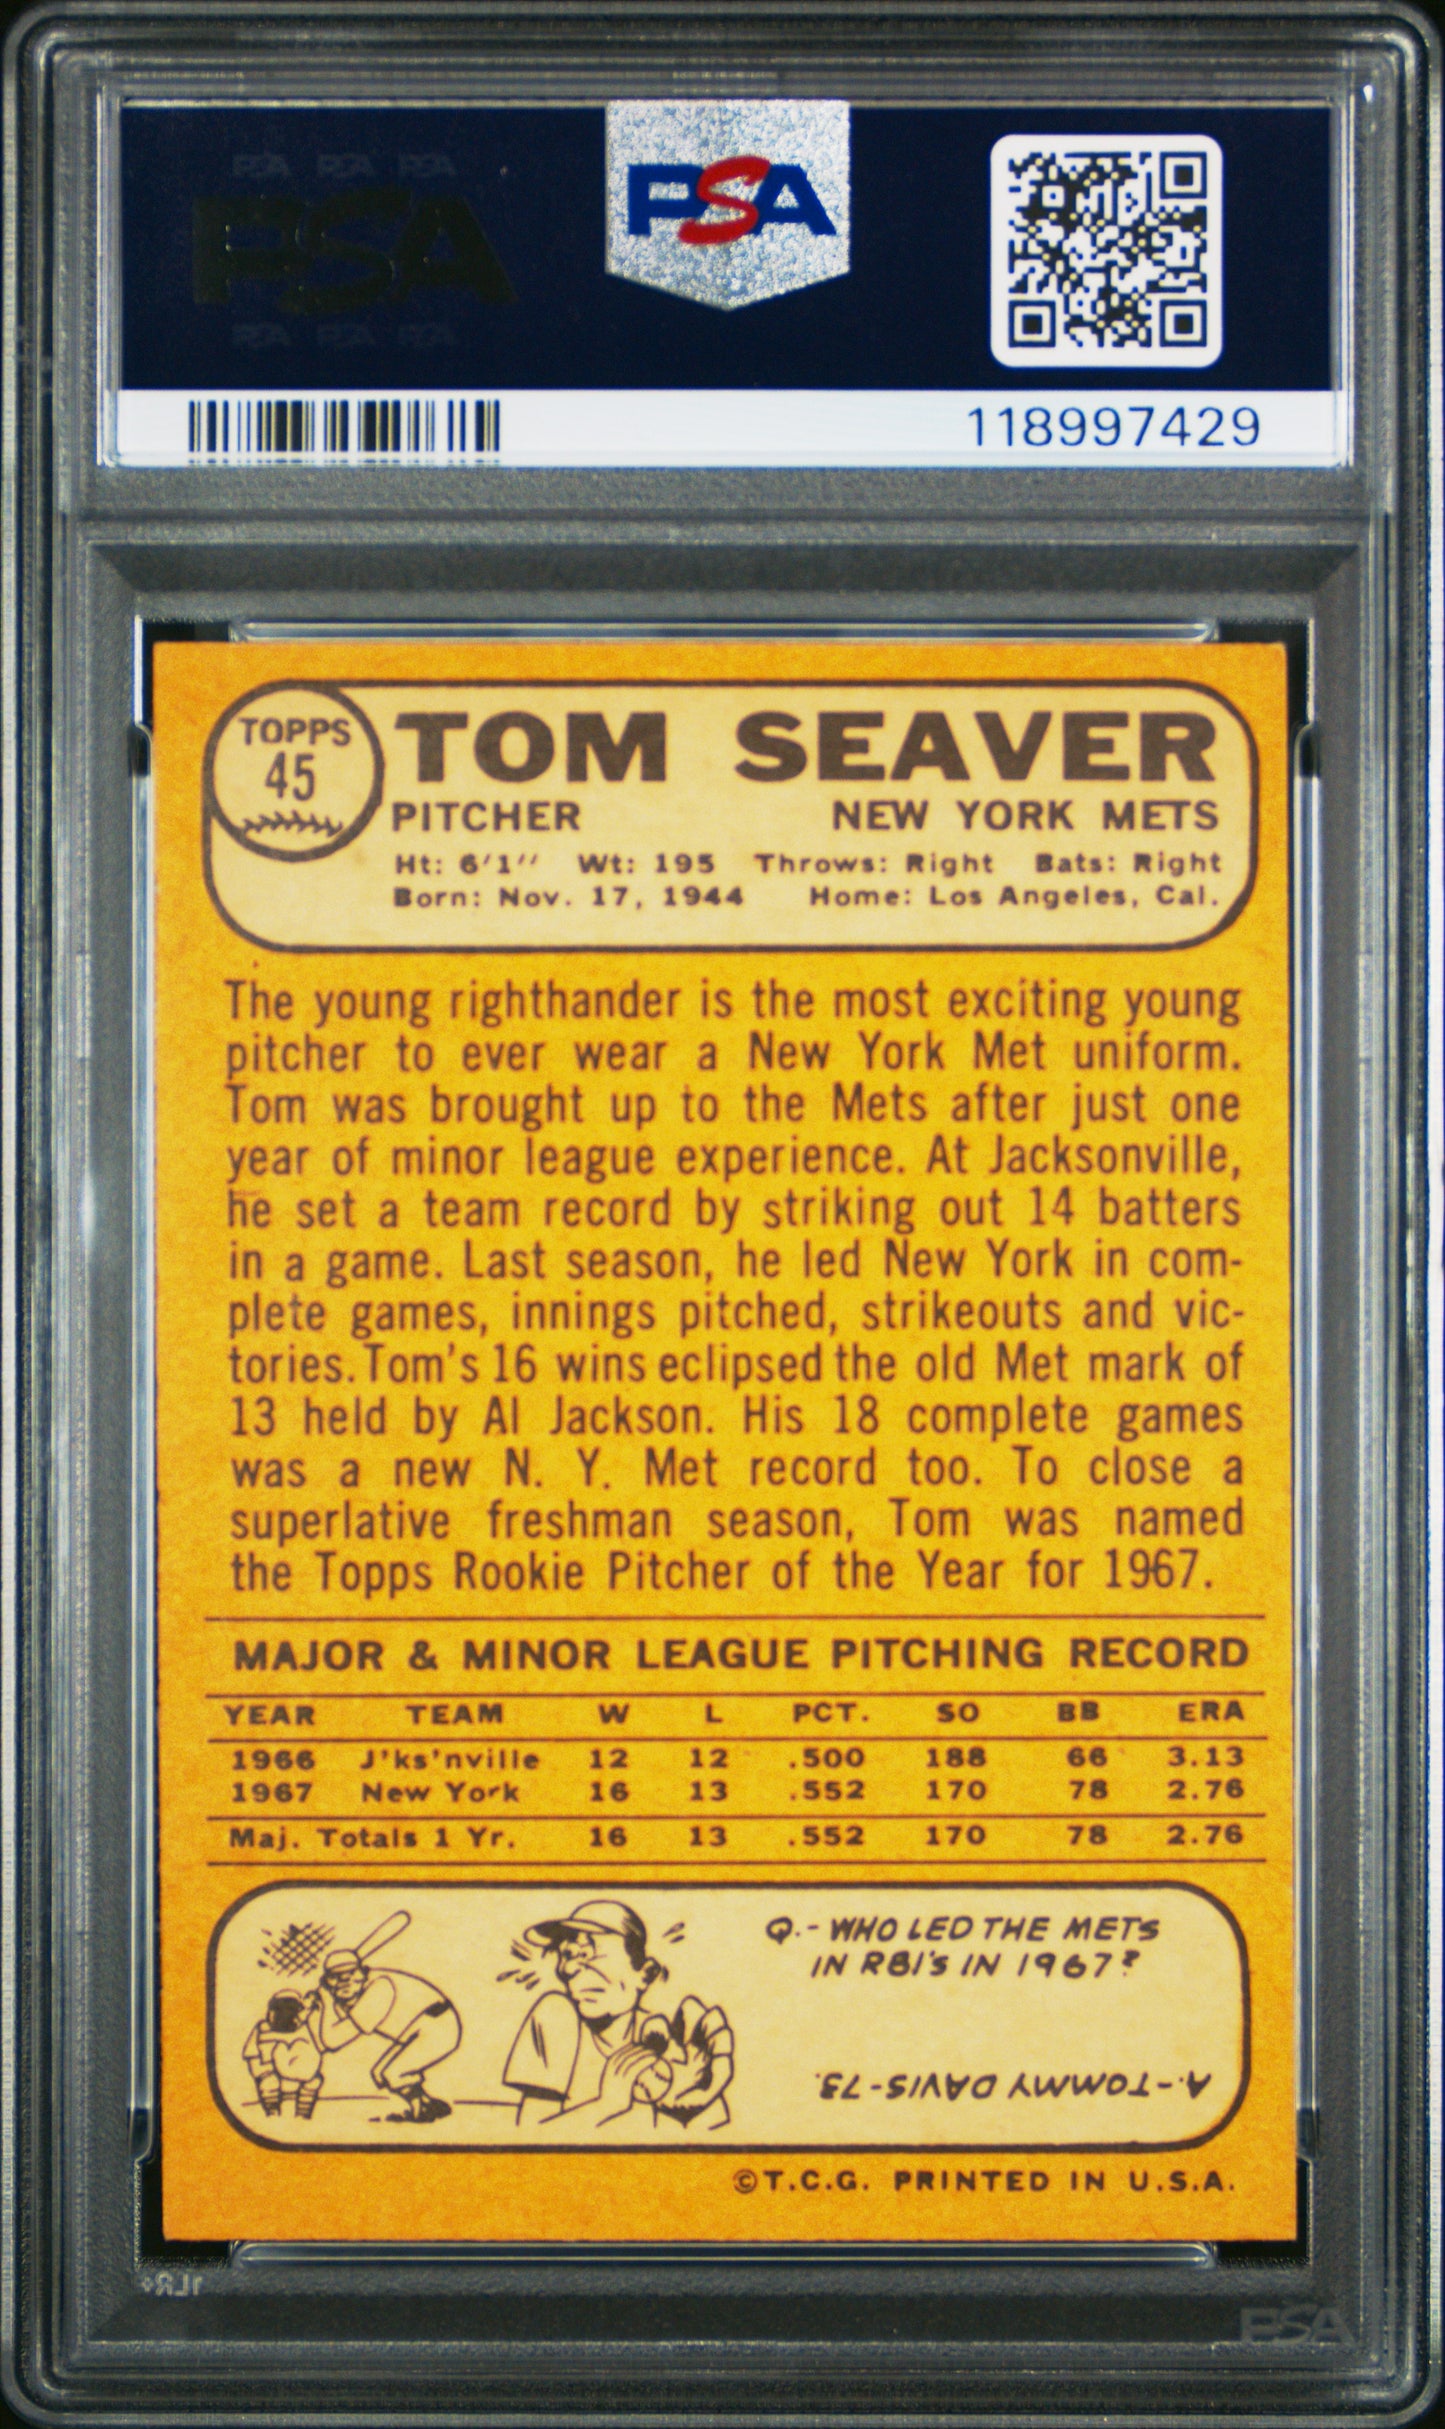 PSA PSA PSA
PSA
PSA PSA PSA
PSA
118997429
TOPPS
45
TOM SEAVER
PITCHER NEW YORK METS
Ht: 6'1" Wt: 195 Throws: Right Bats: Right
Born: Nov. 17, 1944 Home: Los Angeles, Cal.
The young righthander is the most exciting young
pitcher to ever wear a New York Met uniform.
Tom was brought up to the Mets after just one
year of minor league experience. At Jacksonville,
he set a team record by striking out 14 batters
in a game. Last season, he led New York in com-
plete games, innings pitched, strikeouts and vic-
tories. Tom's 16 wins eclipsed the old Met mark of
13 held by Al Jackson. His 18 complete games
was a new N. Y. Met record too. To close a
superlative freshman season, Tom was named
the Topps Rookie Pitcher of the Year for 1967.
MAJOR & MINOR LEAGUE PITCHING RECORD
YEAR TEAM W L PCT. SO BB ERA
1966 J'ks'nville 12 12 .500 188 66 3.13
1967 New York 16 13 .552 170 78 2.76
Maj. Totals 1 Yr. 16 13 .552 170 78 2.76
Q.- WHO LED THE METS
IN RBI'S IN 1967?
A.-TOMMY DAVIS-73.
©T.C.G. PRINTED IN U.S.A.
1LR+
PSA